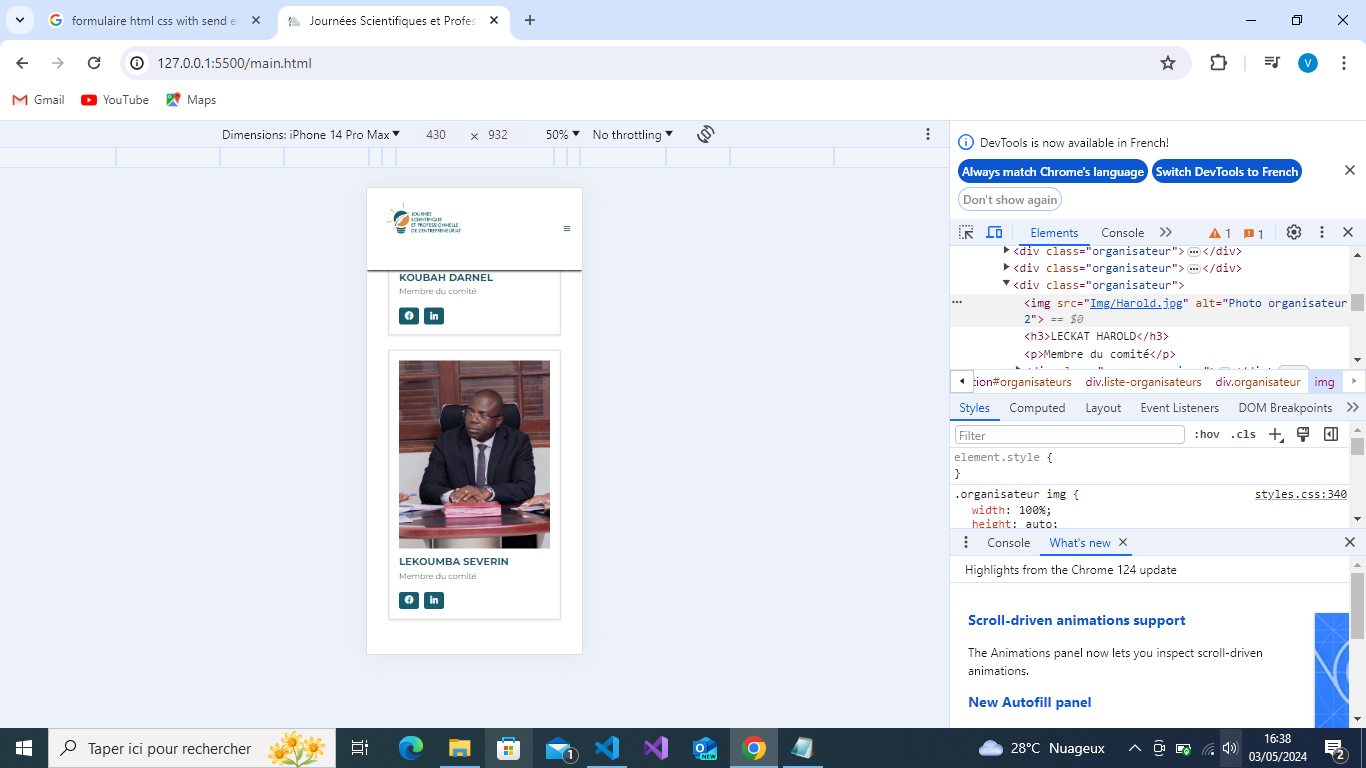 formulaire html css with send e
Journées Scientifiques et Profes
127.0.0.1:5500/main.html
V
Gmail
YouTube
Maps
Dimensions: iPhone 14 Pro Max
430
×
932
50%
No throttling
JOURNÉE
SCIENTIFIQUE
ET PROFESSIONNELLE
DE L'ENTREPRENEURIAT
KOUBAH DARNEL
Membre du comité
LEKOUMBA SEVERIN
Membre du comité
DevTools is now available in French!
Always match Chrome's language
Switch DevTools to French
Don't show again
Elements
Console
1
1
<div class="organisateur"> … </div>
<div class="organisateur"> … </div>
<div class="organisateur">
<img src="Img/Harold.jpg" alt="Photo organisateur
2"> == $0
<h3>LECKAT HAROLD</h3>
<p>Membre du comité</p>
tion#organisateurs
div.liste-organisateurs
div.organisateur
img
Styles
Computed
Layout
Event Listeners
DOM Breakpoints
Filter
:hov
.cls
element.style {
}
.organisateur img {
styles.css:340
width: 100%;
height: auto;
Console
What's new
Highlights from the Chrome 124 update
Scroll-driven animations support
The Animations panel now lets you inspect scroll-driven
animations.
New Autofill panel
Taper ici pour rechercher
1
NEW
28°C Nuageux
16:38
03/05/2024
2